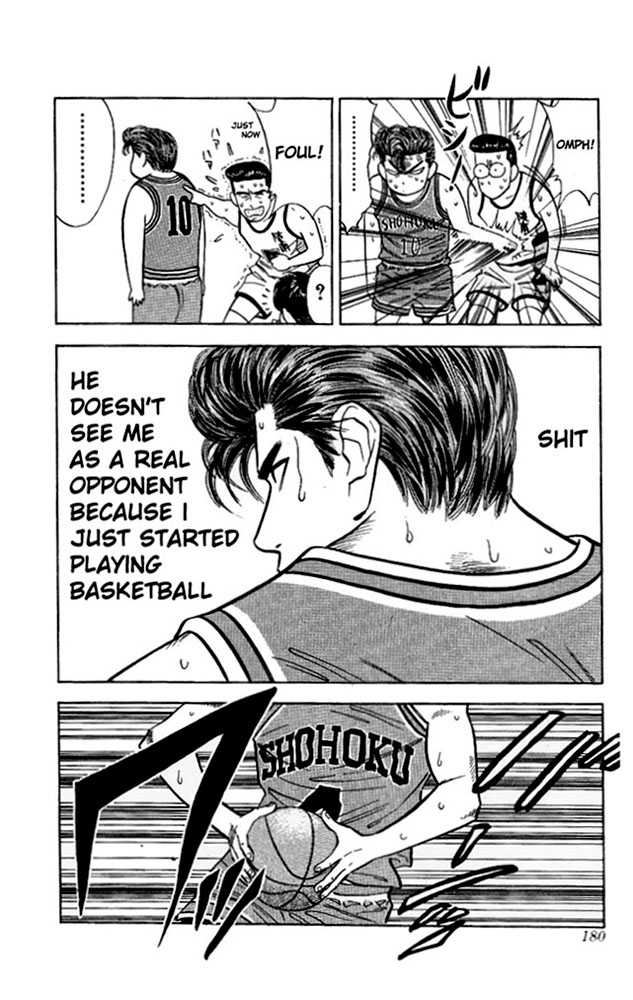 OMPH!
SHOHOKU
10
FOUL!
JUST
NOW
10
?
SHIT
HE
DOESN'T
SEE ME
AS A REAL
OPPONENT
BECAUSE I
JUST STARTED
PLAYING
BASKETBALL
SHOHOKU
180